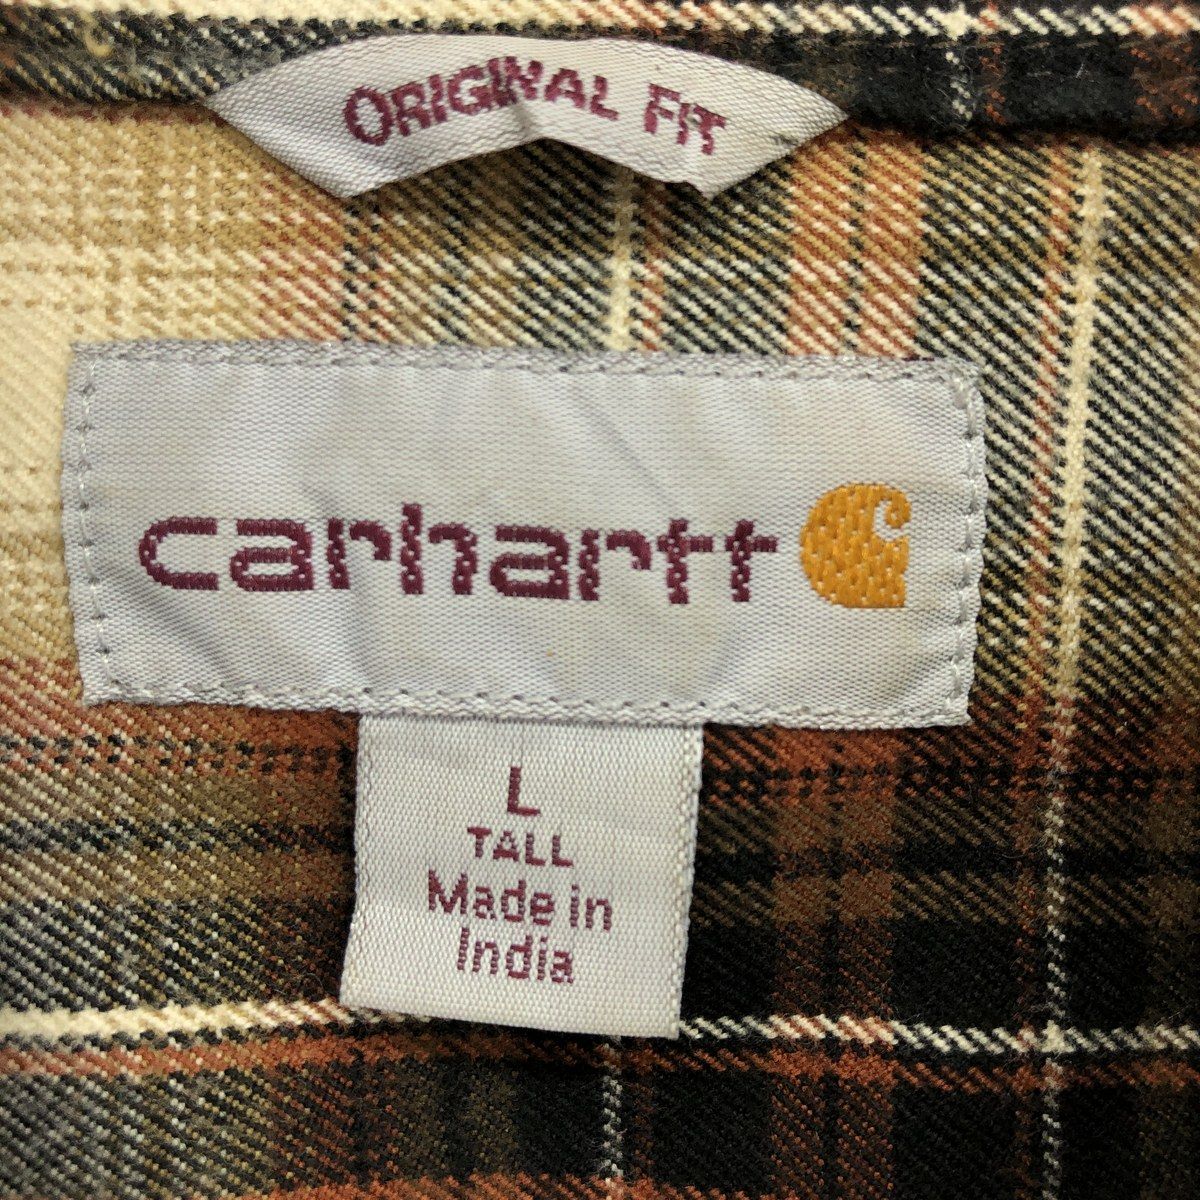 ORIGINAL FIT
carhartt
L
TALL
Made in
India